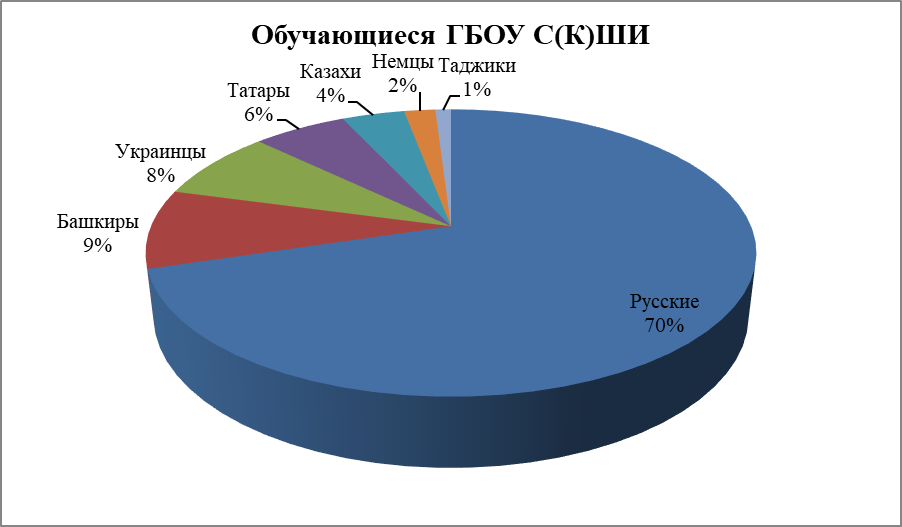 Обучающиеся ГБОУ С(К)ШИ
Русские
70%
Башкиры
9%
Украинцы
8%
Татары
6%
Казахи
4%
Немцы
2%
Таджики
1%